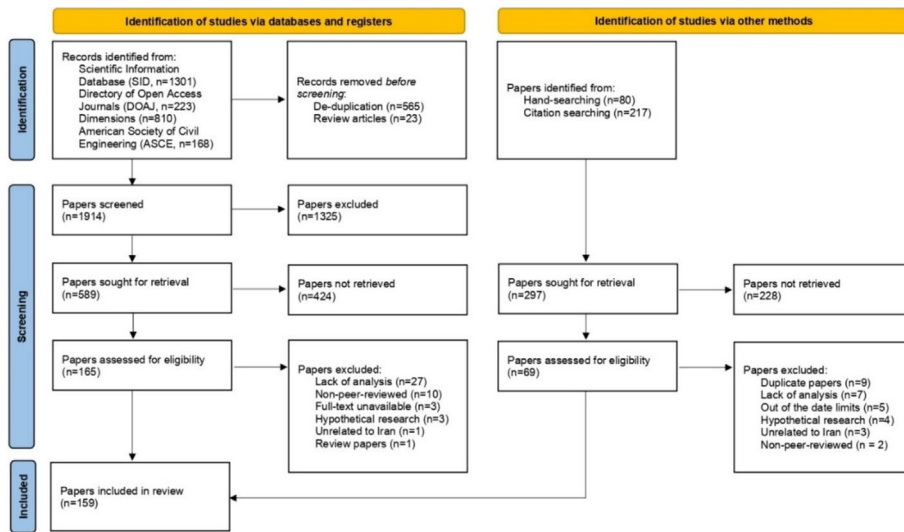 Identification of studies via databases and registers
Identification of studies via other methods
Identification
Records identified from:
Scientific Information
Database (SID, n=1301)
Directory of Open Access
Journals (DOAJ, n=223)
Dimensions (n=810)
American Society of Civil
Engineering (ASCE, n=168)
Records removed before
screening:
De-duplication (n=565)
Review articles (n=23)
Papers identified from:
Hand-searching (n=80)
Citation searching (n=217)
Screening
Papers screened
(n=1914)
Papers excluded
(n=1325)
Papers sought for retrieval
(n=589)
Papers not retrieved
(n=424)
Papers sought for retrieval
(n=297)
Papers not retrieved
(n=228)
Papers assessed for eligibility
(n=165)
Papers excluded:
Lack of analysis (n=27)
Non-peer-reviewed (n=10)
Full-text unavailable (n=3)
Hypothetical research (n=3)
Unrelated to Iran (n=1)
Review papers (n=1)
Papers assessed for eligibility
(n=69)
Papers excluded:
Duplicate papers (n=9)
Lack of analysis (n=7)
Out of the date limits (n=5)
Hypothetical research (n=4)
Unrelated to Iran (n=3)
Non-peer-reviewed (n = 2)
Included
Papers included in review
(n=159)